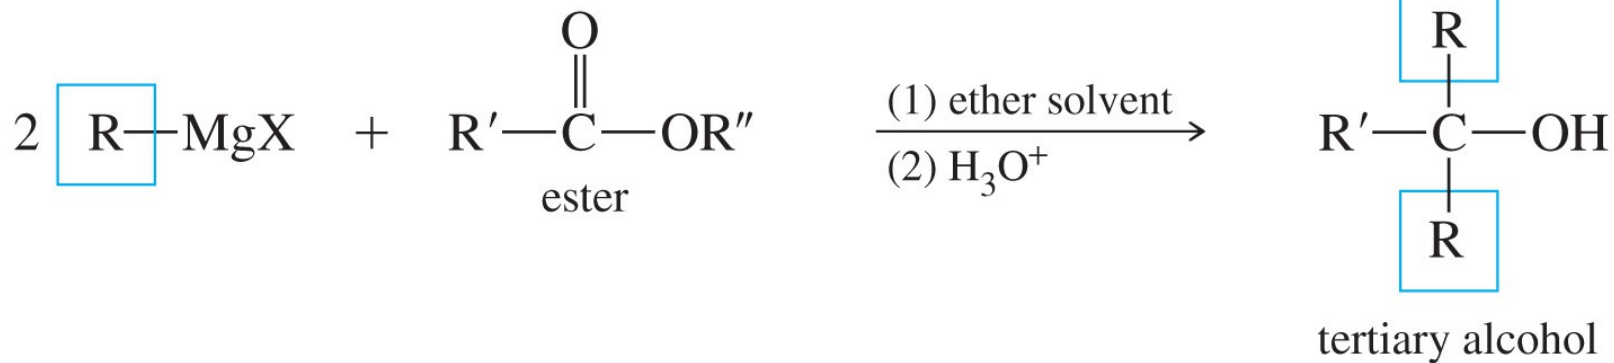 O
R
2 R—MgX + R′—C—OR″ (1) ether solvent R′—C—OH
(2) H₃O⁺
ester
R
tertiary alcohol